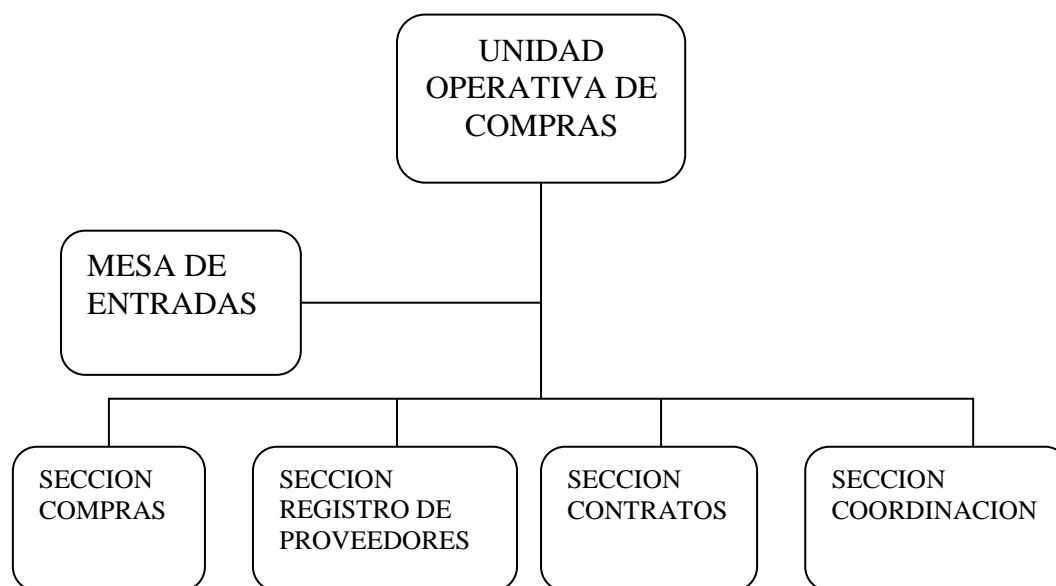 UNIDAD
OPERATIVA DE
COMPRAS
MESA DE
ENTRADAS
SECCION
COMPRAS
SECCION
REGISTRO DE
PROVEEDORES
SECCION
CONTRATOS
SECCION
COORDINACION